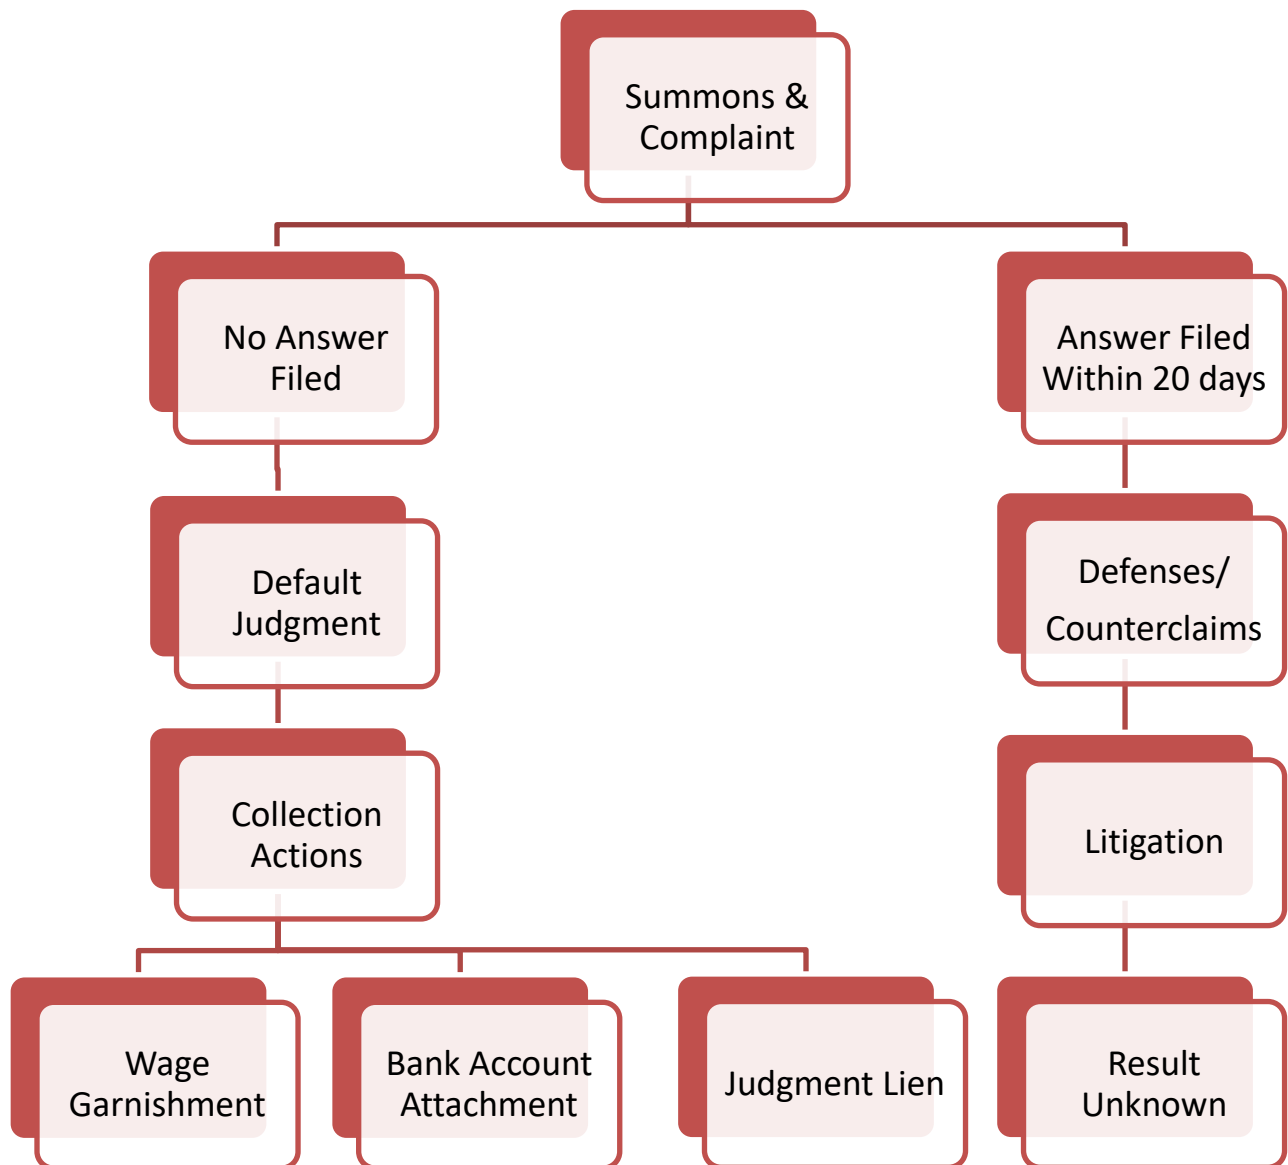 Summons &
Complaint
No Answer
Filed
Answer Filed
Within 20 days
Default
Judgment
Defenses/
Counterclaims
Collection
Actions
Litigation
Wage
Garnishment
Bank Account
Attachment
Judgment Lien
Result
Unknown